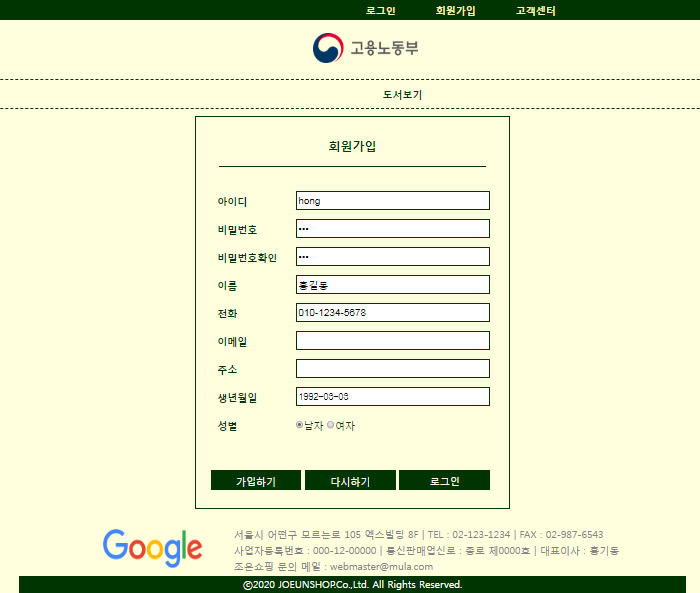 로그인 회원가입 고객센터
고용노동부
도서보기
회원가입
아이디 hong
비밀번호 •••
비밀번호확인 •••
이름 홍길동
전화 010-1234-5678
이메일
주소
생년월일 1992-03-03
성별 남자 여자
가입하기 다시하기 로그인
Google
서울시 어떤구 모르는로 105 엑스빌딩 8F | TEL : 02-123-1234 | FAX : 02-987-6543
사업자등록번호 : 000-12-00000 | 통신판매업신로 : 종로 제0000호 | 대표이사 : 홍기동
조은쇼핑 문의 메일 : webmaster@mula.com
ⓒ2020 JOEUNSHOP.Co.,Ltd. All Rights Reserved.